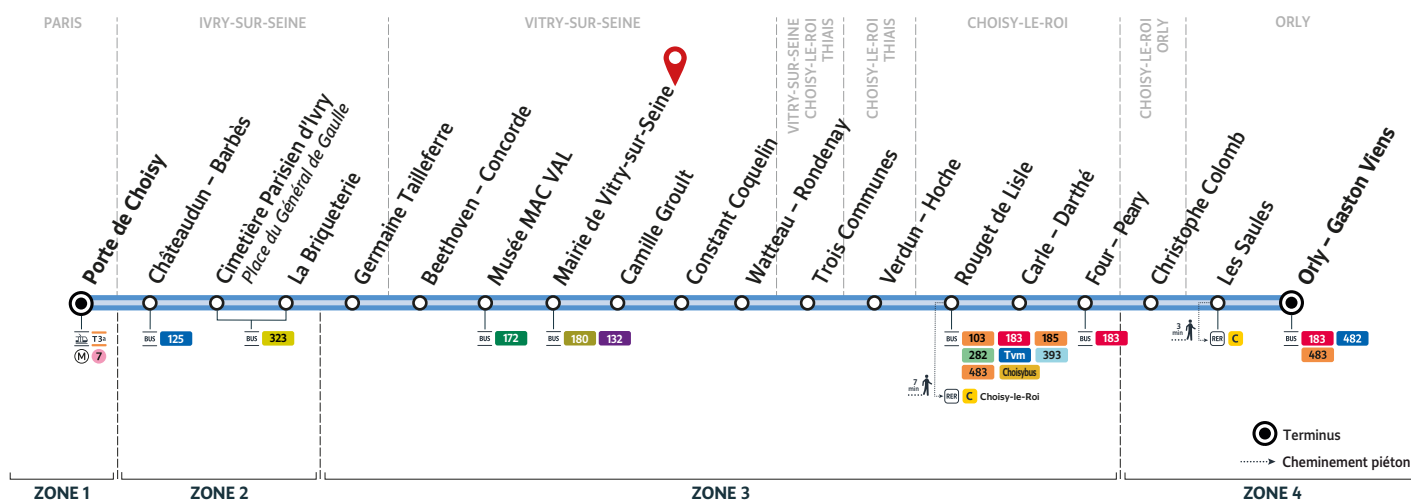 PARIS
IVRY-SUR-SEINE
VITRY-SUR-SEINE
VITRY-SUR-SEINE
CHOISY-LE-ROI
THIAIS
CHOISY-LE-ROI
THIAIS
CHOISY-LE-ROI
CHOISY-LE-ROI
ORLY
ORLY
Porte de Choisy
Châteaudun – Barbès
Cimetière Parisien d'Ivry
Place du Général de Gaulle
La Briqueterie
Germaine Tailleferre
Beethoven – Concorde
Musée MAC VAL
Mairie de Vitry-sur-Seine
Camille Groult
Constant Coquelin
Watteau – Rondenay
Trois Communes
Verdun – Hoche
Rouget de Lisle
Carle – Darthé
Four – Peary
Christophe Colomb
Les Saules
Orly – Gaston Viens
T3a
M 7
BUS 125
BUS 323
BUS 172
BUS 180 132
BUS 103 183 185
282 Tvm 393
483 Choisybus
7 min
RER C Choisy-le-Roi
BUS 183
3 min
RER C
BUS 183 482
483
Terminus
Cheminement piéton
ZONE 1
ZONE 2
ZONE 3
ZONE 4